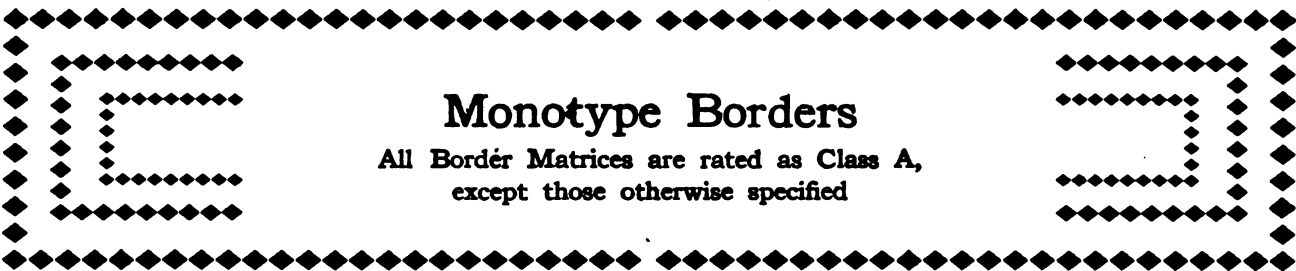 Monotype Borders
All Border Matrices are rated as Class A,
except those otherwise specified